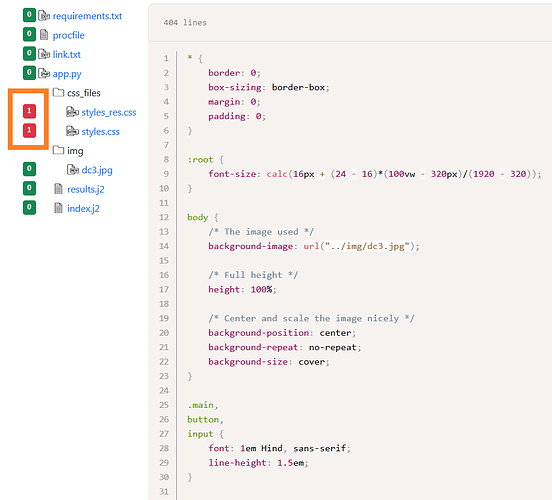 0 requirements.txt
0 procfile
0 link.txt
0 app.py
css_files
1 styles_res.css
1 styles.css
img
0 dc3.jpg
0 results.j2
0 index.j2
404 lines
1 * {
2 border: 0;
3 box-sizing: border-box;
4 margin: 0;
5 padding: 0;
6 }
7
8 :root {
9 font-size: calc(16px + (24 - 16)*(100vw - 320px)/(1920 - 320));
10 }
11
12 body {
13 /* The image used */
14 background-image: url("../img/dc3.jpg");
15
16 /* Full height */
17 height: 100%;
18
19 /* Center and scale the image nicely */
20 background-position: center;
21 background-repeat: no-repeat;
22 background-size: cover;
23 }
24
25 .main,
26 button,
27 input {
28 font: 1em Hind, sans-serif;
29 line-height: 1.5em;
30 }
31